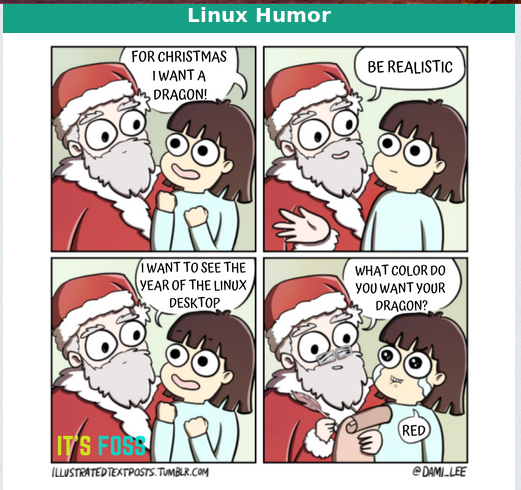 Linux Humor
FOR CHRISTMAS
I WANT A
DRAGON!
BE REALISTIC
I WANT TO SEE THE
YEAR OF THE LINUX
DESKTOP
WHAT COLOR DO
YOU WANT YOUR
DRAGON?
RED
IT'S FOSS
ILLUSTRATEDTEXTPOSTS.TUMBLR.COM
@DAMI_LEE